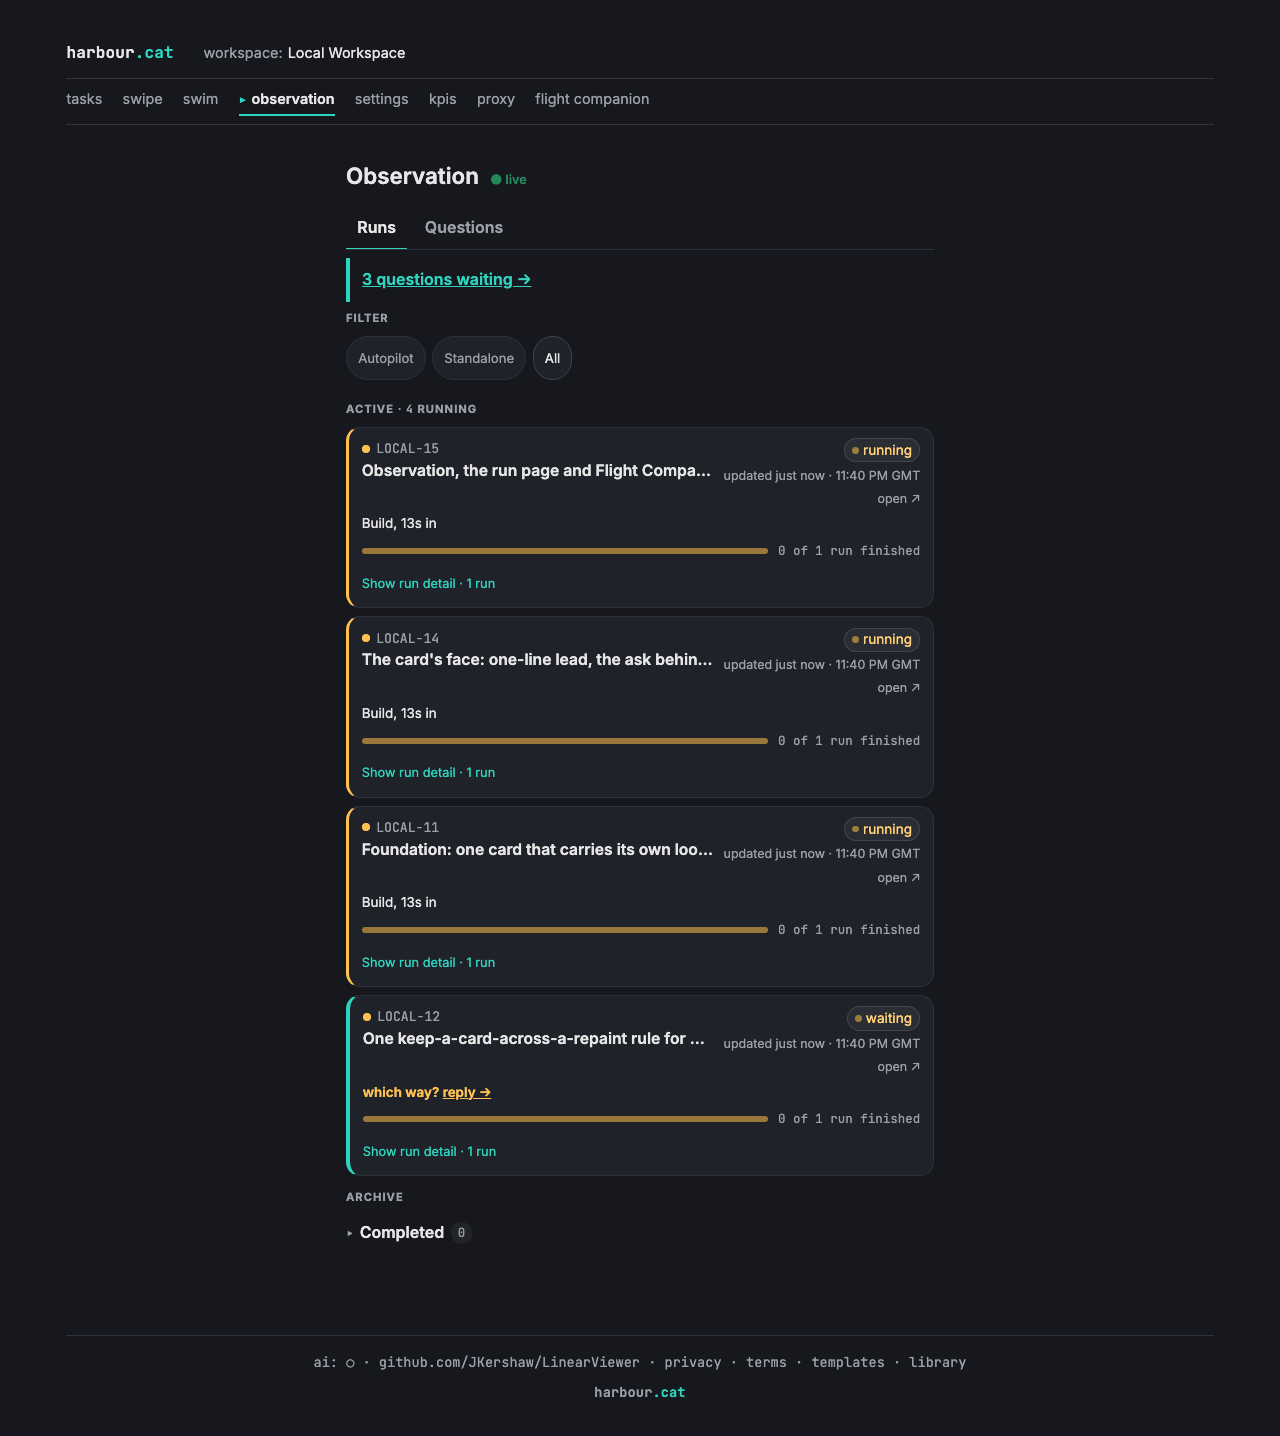 harbour.cat workspace: Local Workspace
tasks swipe swim ▸ observation settings kpis proxy flight companion
Observation ● live
Runs Questions
3 questions waiting →
FILTER
Autopilot Standalone All
ACTIVE · 4 RUNNING
LOCAL-15 running
Observation, the run page and Flight Compa... updated just now · 11:40 PM GMT
open ↗
Build, 13s in
0 of 1 run finished
Show run detail · 1 run
LOCAL-14 running
The card's face: one-line lead, the ask behin... updated just now · 11:40 PM GMT
open ↗
Build, 13s in
0 of 1 run finished
Show run detail · 1 run
LOCAL-11 running
Foundation: one card that carries its own loo... updated just now · 11:40 PM GMT
open ↗
Build, 13s in
0 of 1 run finished
Show run detail · 1 run
LOCAL-12 waiting
One keep-a-card-across-a-repaint rule for ... updated just now · 11:40 PM GMT
open ↗
which way? reply →
0 of 1 run finished
Show run detail · 1 run
ARCHIVE
▸ Completed 0
ai: ○ · github.com/JKershaw/LinearViewer · privacy · terms · templates · library
harbour.cat